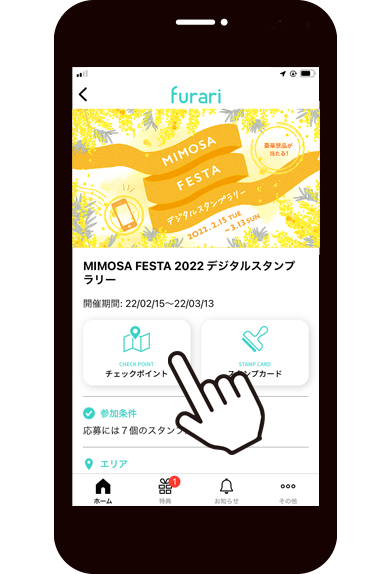 furari
豪華景品が
当たる!
MIMOSA
FESTA
デジタルスタンプラリー
2022.2.15 TUE
~3.13 SUN
MIMOSA FESTA 2022 デジタルスタンプ
ラリー
開催期間: 22/02/15〜22/03/13
CHECK POINT
チェックポイント
STAMP CARD
スタンプカード
参加条件
応募には7個のスタンプ
エリア
1
ホーム
特典
お知らせ
その他